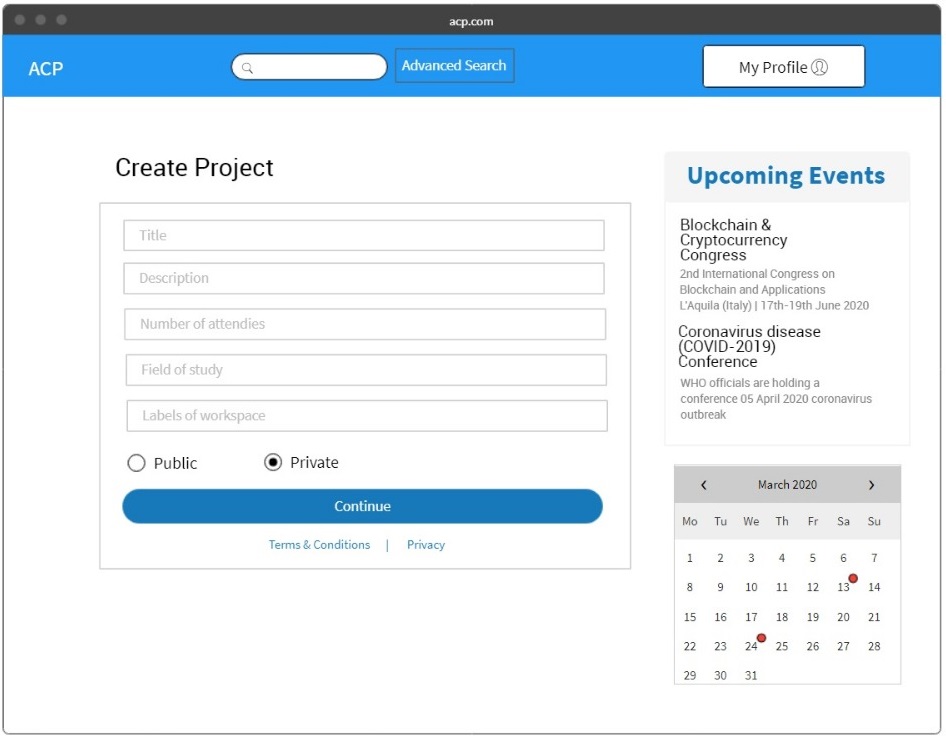 acp.com
ACP
Advanced Search
My Profile
Create Project
Title
Description
Number of attendies
Field of study
Labels of workspace
Public Private
Continue
Terms & Conditions | Privacy
Upcoming Events
Blockchain &
Cryptocurrency
Congress
2nd International Congress on
Blockchain and Applications
L'Aquila (Italy) | 17th-19th June 2020
Coronavirus disease
(COVID-2019)
Conference
WHO officials are holding a
conference 05 April 2020 coronavirus
outbreak
‹ March 2020 ›
Mo Tu We Th Fr Sa Su
1 2 3 4 5 6 7
8 9 10 11 12 13 14
15 16 17 18 19 20 21
22 23 24 25 26 27 28
29 30 31